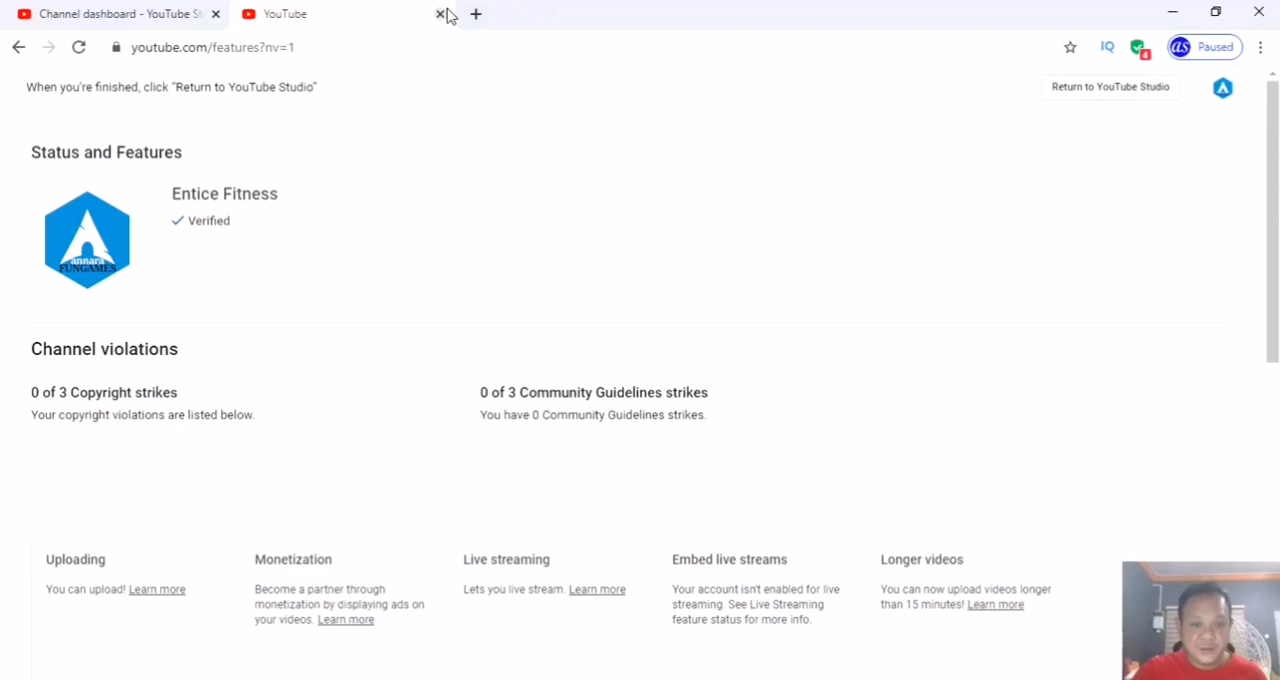 Channel dashboard - YouTube St
YouTube
youtube.com/features?nv=1
IQ
4
as
Paused
When you're finished, click "Return to YouTube Studio"
Return to YouTube Studio
Status and Features
Entice Fitness
Verified
annara
FUNGAMES
Channel violations
0 of 3 Copyright strikes
Your copyright violations are listed below.
0 of 3 Community Guidelines strikes
You have 0 Community Guidelines strikes.
Uploading
You can upload! Learn more
Monetization
Become a partner through
monetization by displaying ads on
your videos. Learn more
Live streaming
Lets you live stream. Learn more
Embed live streams
Your account isn't enabled for live
streaming. See Live Streaming
feature status for more info.
Longer videos
You can now upload videos longer
than 15 minutes! Learn more